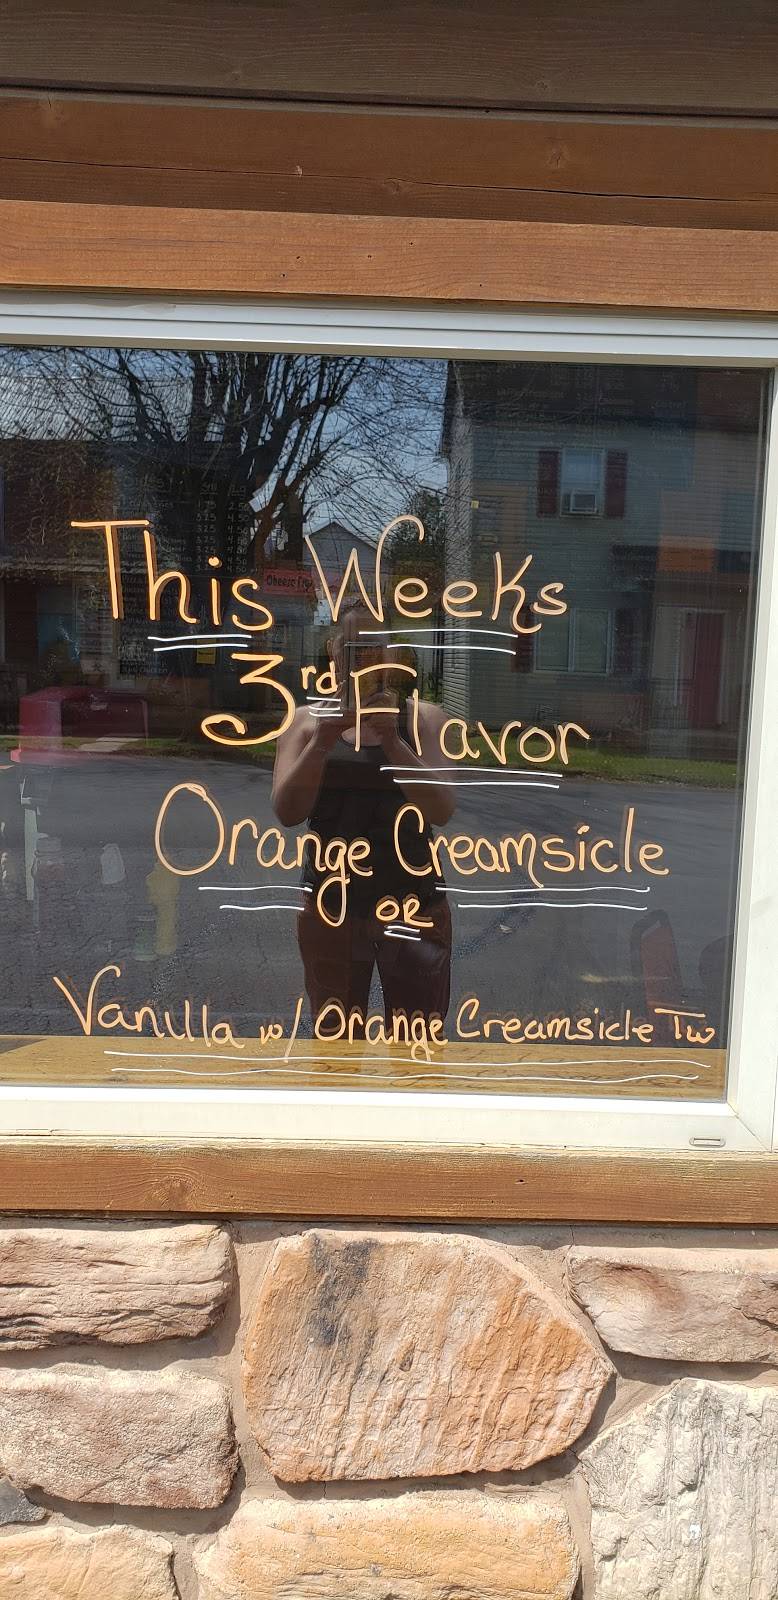 This Weeks
3rd Flavor
Orange Creamsicle
OR
Vanilla w/ Orange Creamsicle Tw